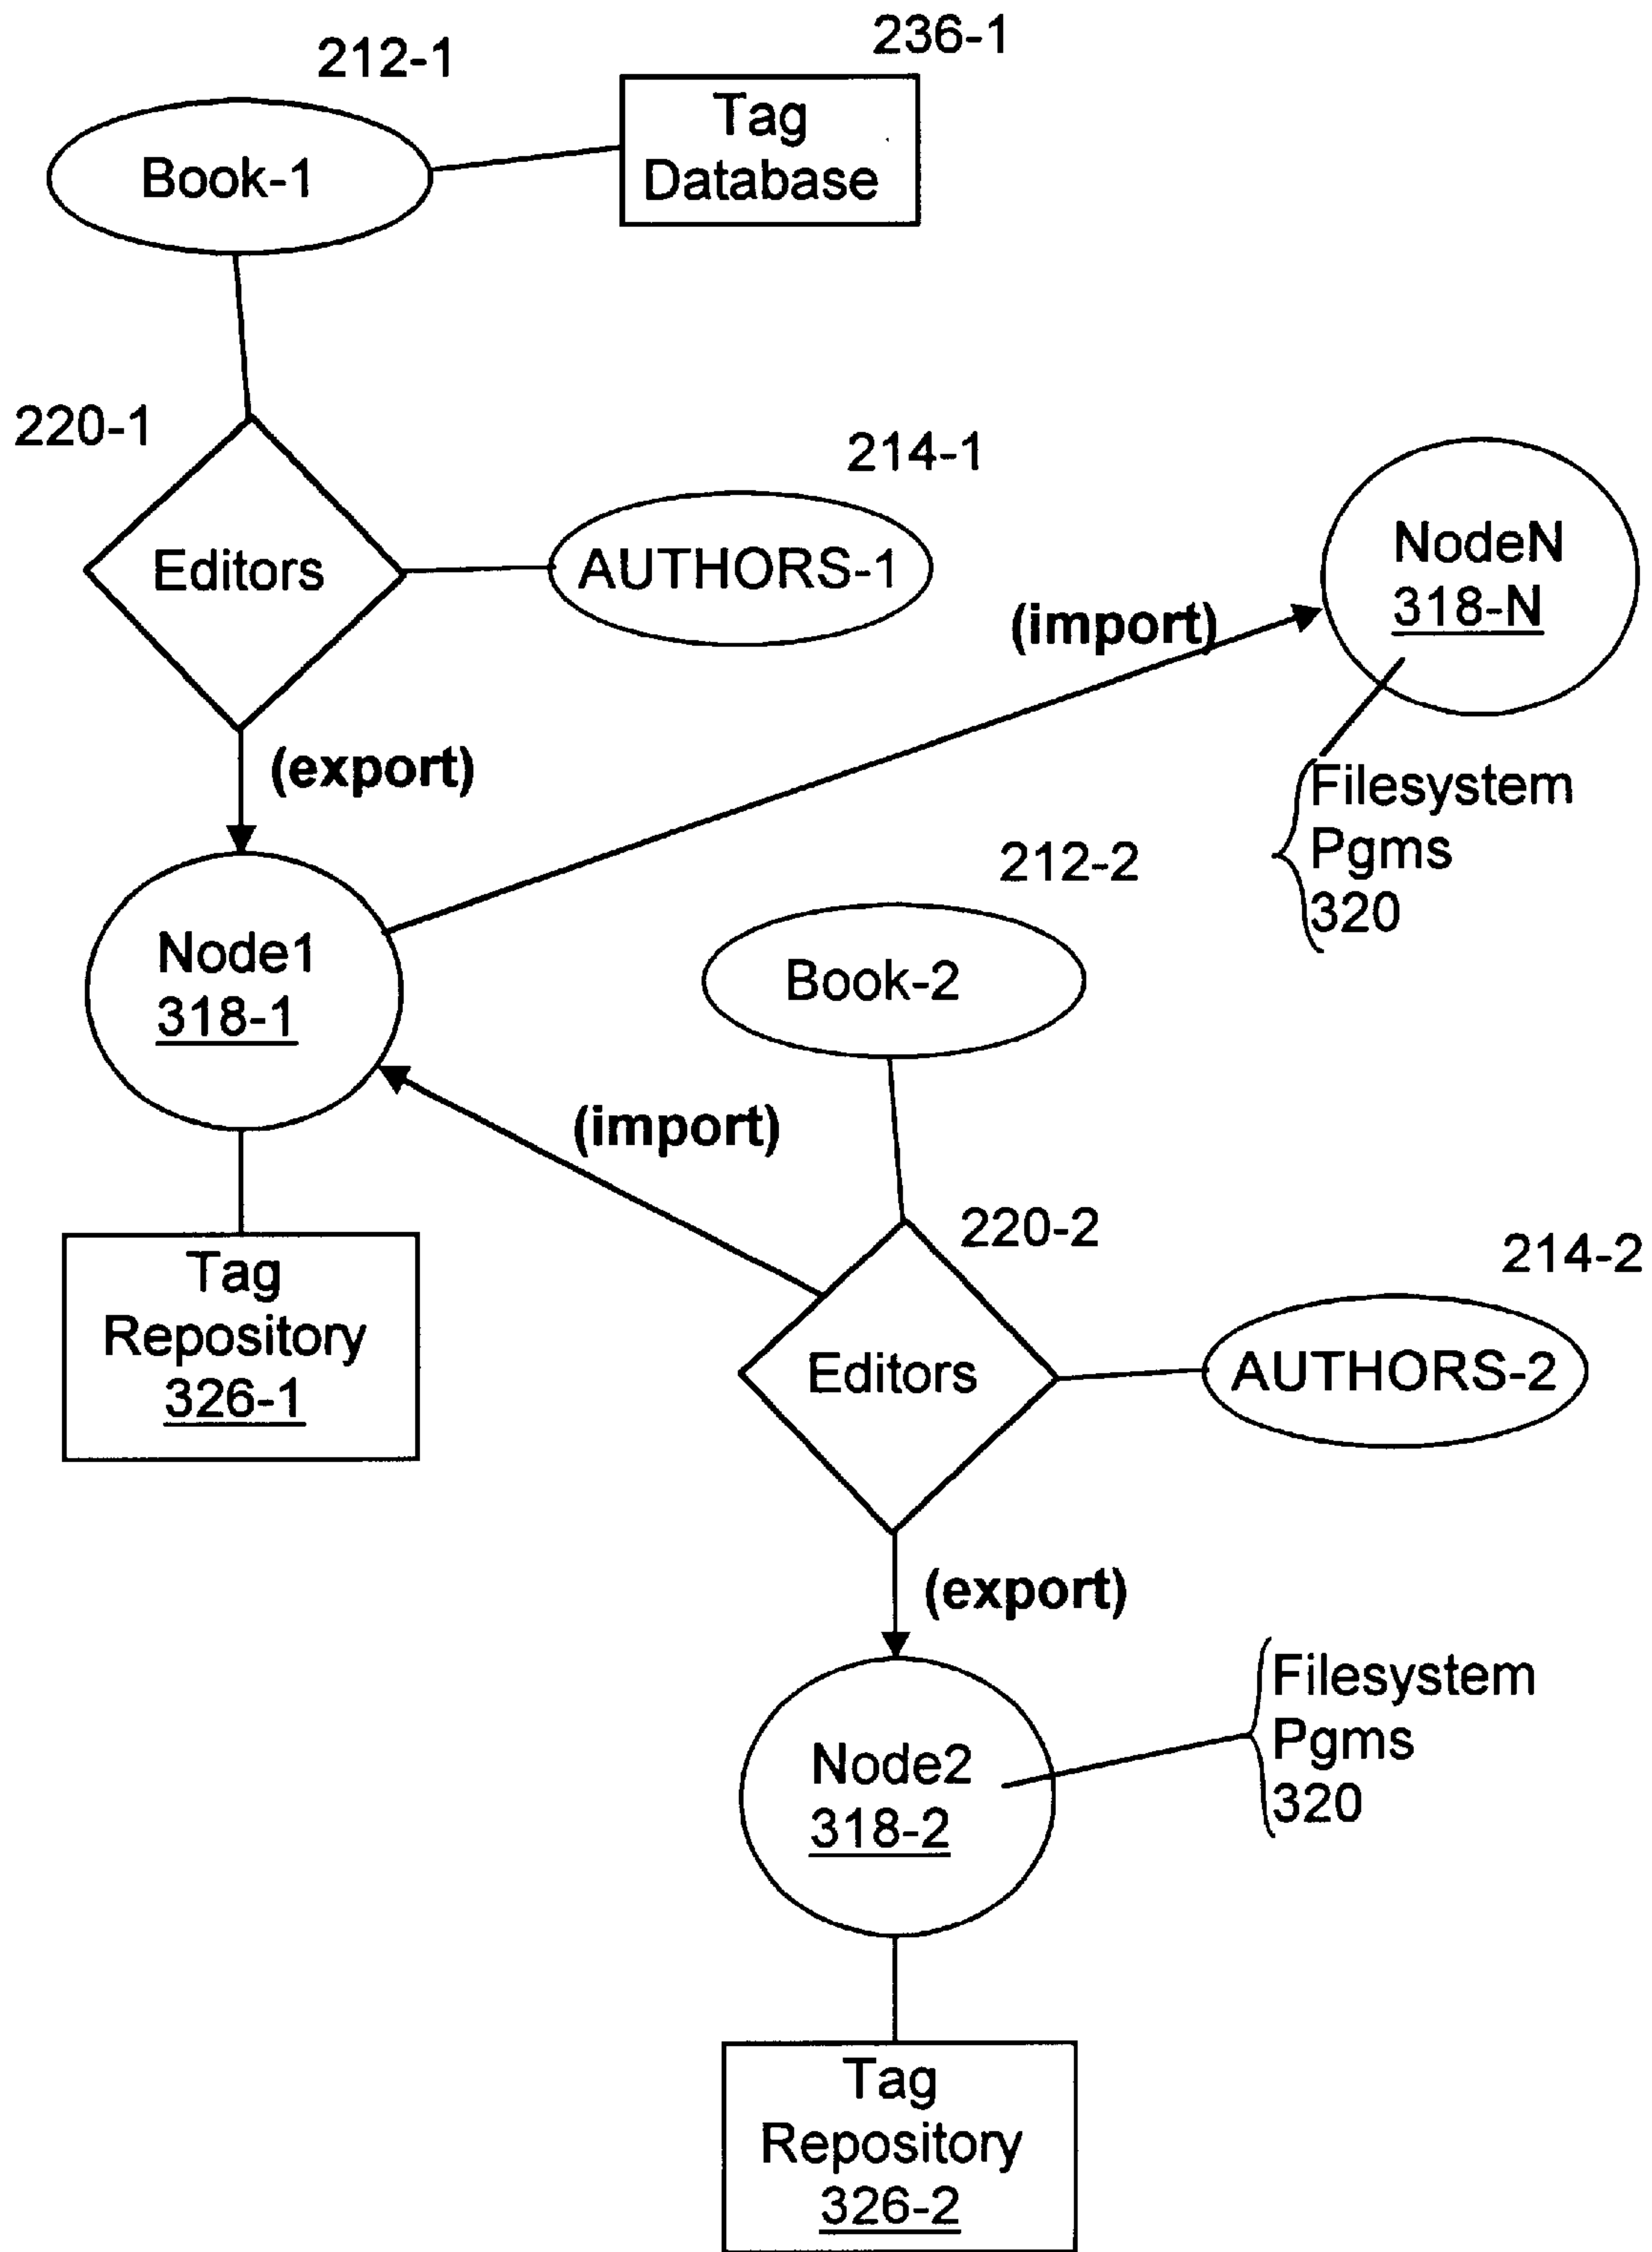 236-1
212-1
Tag
Database
Book-1
220-1
214-1
Editors
AUTHORS-1
NodeN
318-N
(import)
(export)
Filesystem
Pgms
320
212-2
Node1
318-1
Book-2
(import)
220-2
214-2
Tag
Repository
326-1
Editors
AUTHORS-2
(export)
Filesystem
Pgms
320
Node2
318-2
Tag
Repository
326-2